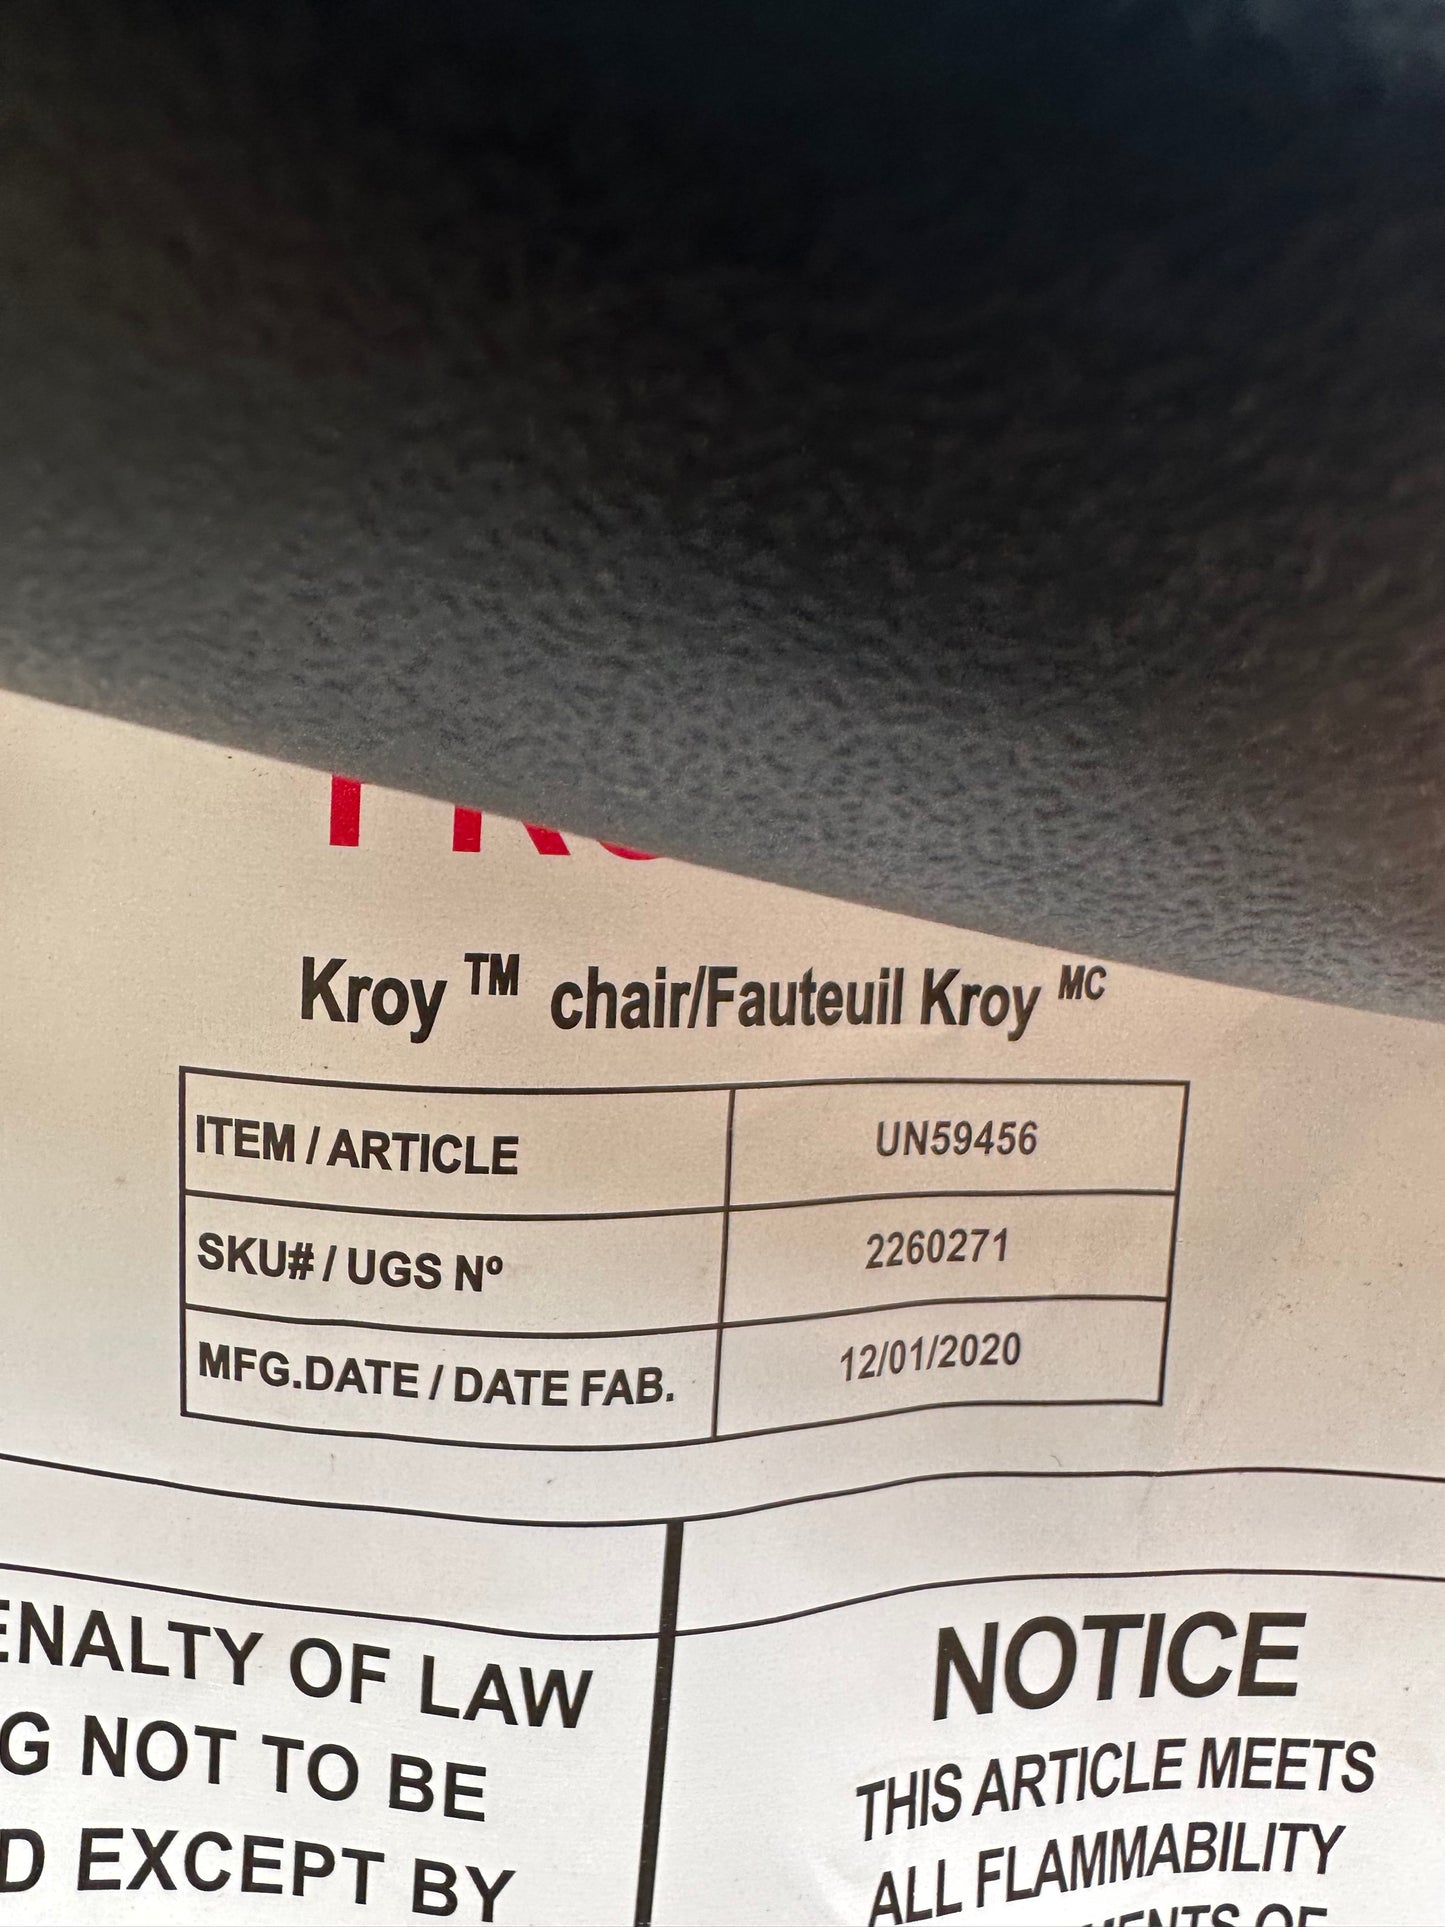 Kroy ™ chair/Fauteuil Kroy MC
ITEM / ARTICLE UN59456
SKU# / UGS Nº 2260271
MFG.DATE / DATE FAB. 12/01/2020
ENALTY OF LAW
G NOT TO BE
D EXCEPT BY
NOTICE
THIS ARTICLE MEETS
ALL FLAMMABILITY